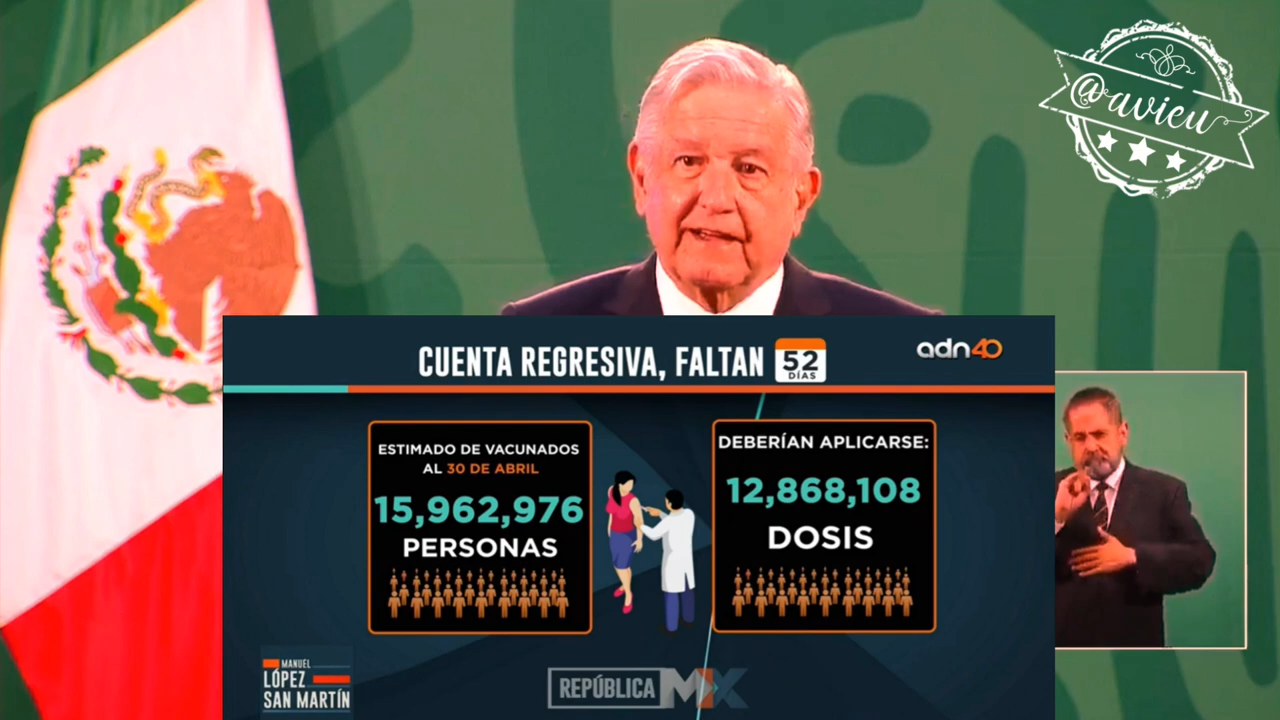 @avieu
CUENTA REGRESIVA, FALTAN 52 DÍAS
adn40
ESTIMADO DE VACUNADOS
AL 30 DE ABRIL
15,962,976
PERSONAS
DEBERÍAN APLICARSE:
12,868,108
DOSIS
MANUEL
LÓPEZ
SAN MARTÍN
REPÚBLICA MX